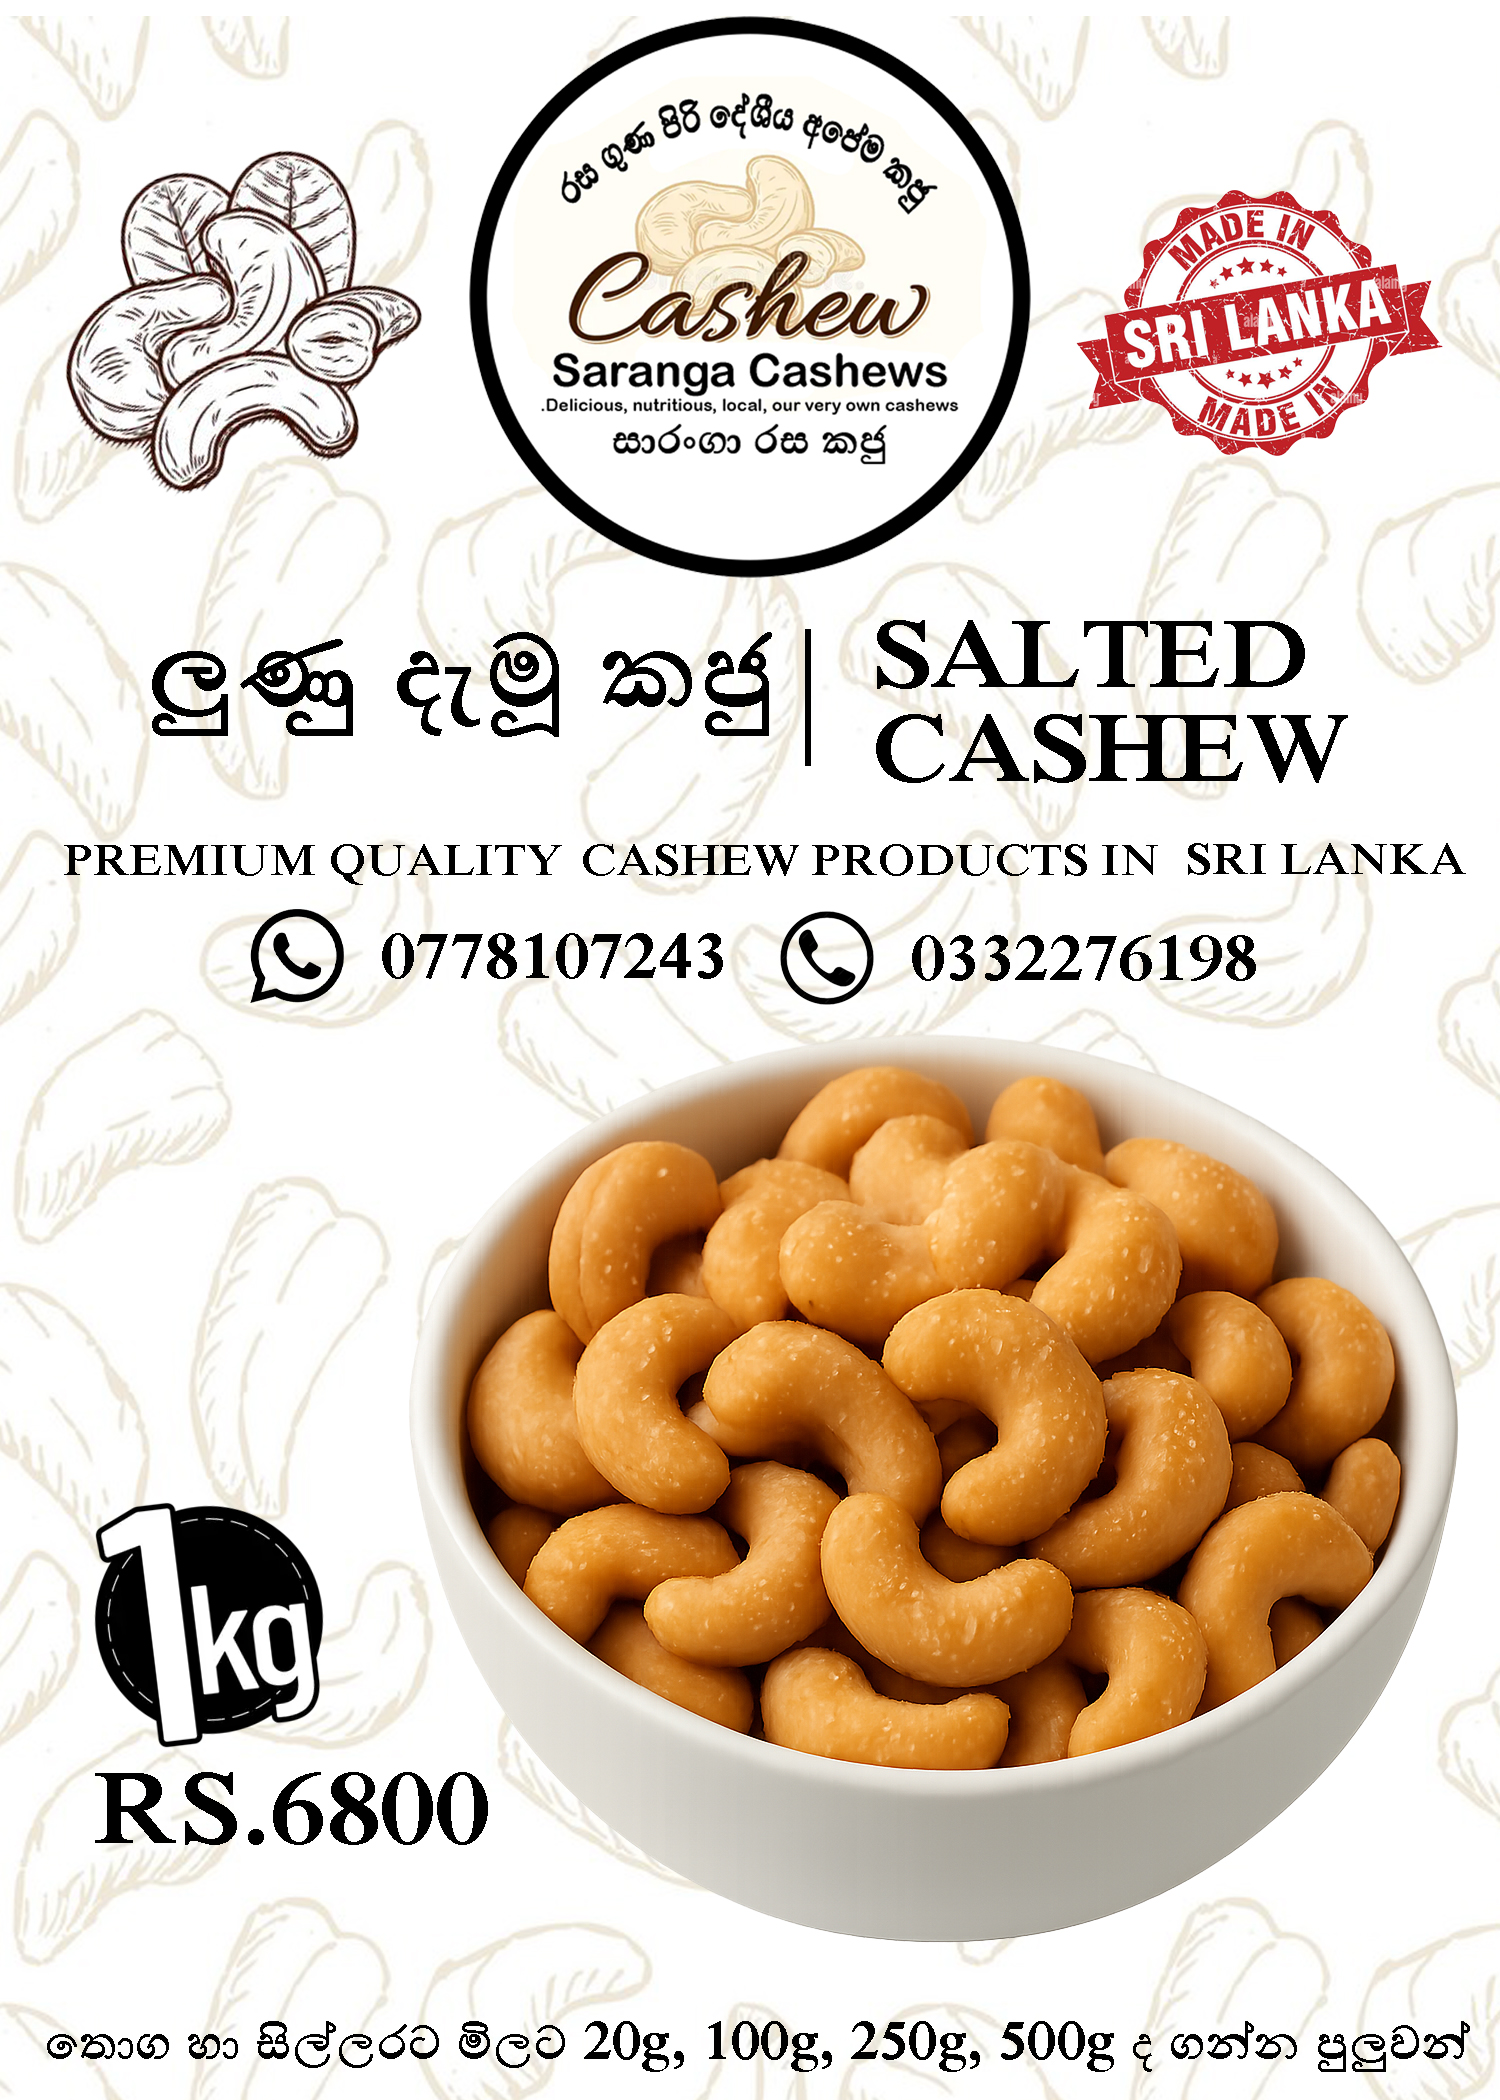 රස ගුණ පිරි දේශීය අපේම කජු
Cashew
Saranga Cashews
.Delicious, nutritious, local, our very own cashews
සාරංගා රස කජු
MADE IN
SRI LANKA
MADE IN
ලුණු දැමූ කජු
SALTED
CASHEW
PREMIUM QUALITY CASHEW PRODUCTS IN SRI LANKA
0778107243
0332276198
1kg
RS.6800
තොග හා සිල්ලරට මිලට 20g, 100g, 250g, 500g ද ගන්න පුලුවන්